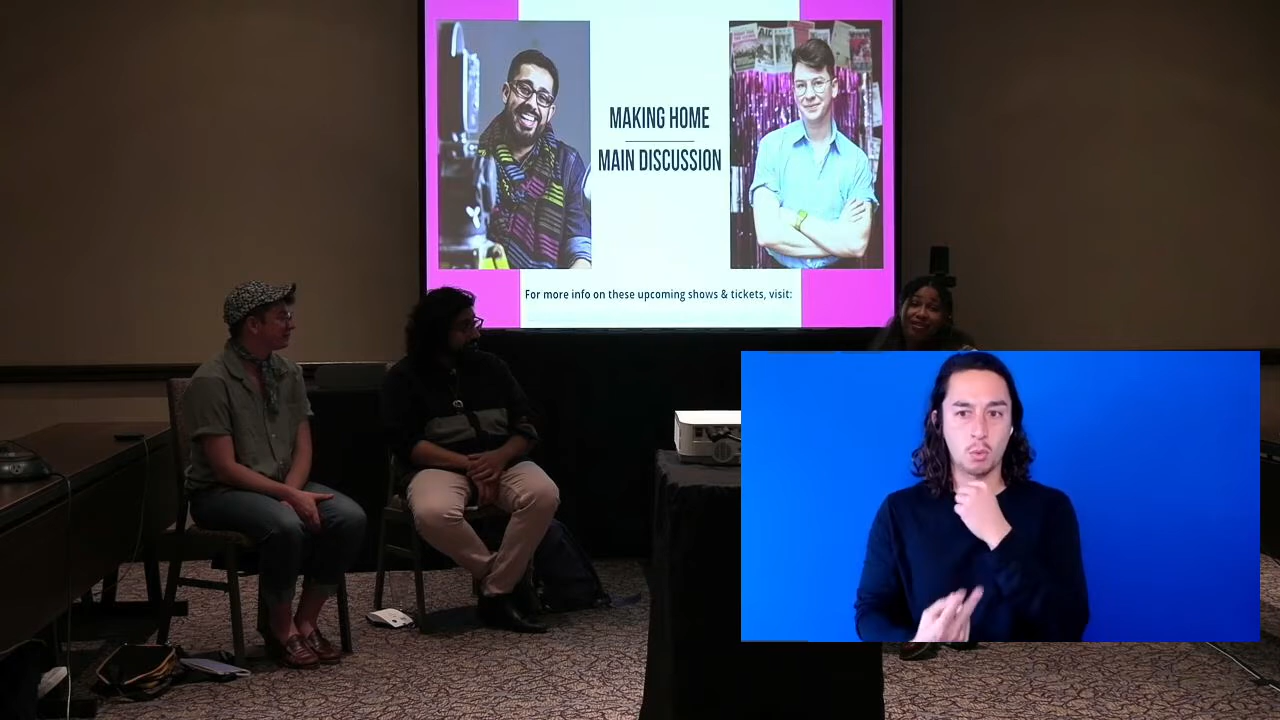 MAKING HOME
MAIN DISCUSSION
For more info on these upcoming shows & tickets, visit: